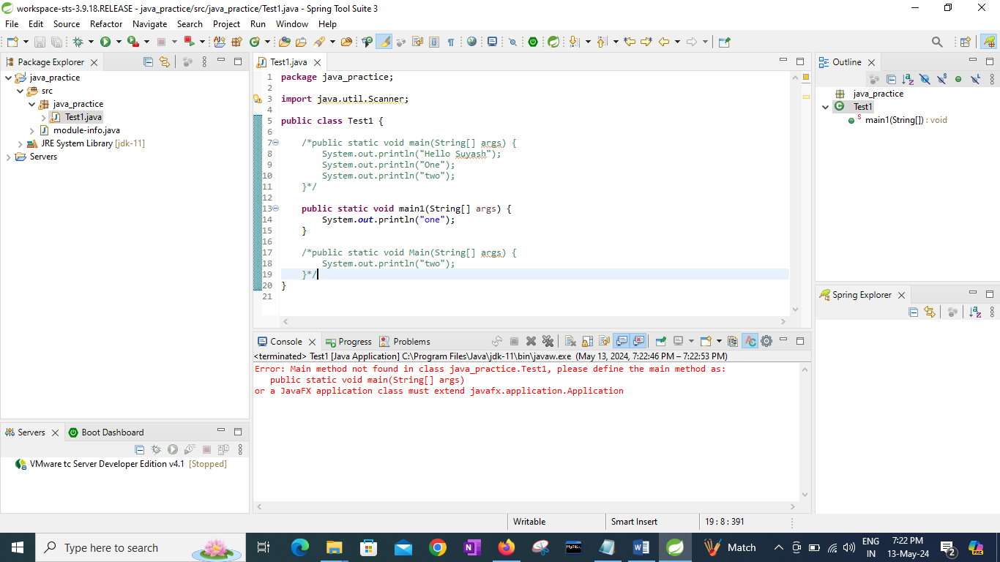 workspace-sts-3.9.18.RELEASE - java_practice/src/java_practice/Test1.java - Spring Tool Suite 3
File Edit Source Refactor Navigate Search Project Run Window Help
Package Explorer
java_practice
src
java_practice
Test1.java
module-info.java
JRE System Library [jdk-11]
Servers
Test1.java
1 package java_practice;
2
3 import java.util.Scanner;
4
5 public class Test1 {
6
7 /*public static void main(String[] args) {
8 System.out.println("Hello Suyash");
9 System.out.println("One");
10 System.out.println("two");
11 }*/
12
13 public static void main1(String[] args) {
14 System.out.println("one");
15 }
16
17 /*public static void Main(String[] args) {
18 System.out.println("two");
19 }*/
20 }
21
Outline
java_practice
Test1
main1(String[]) : void
Spring Explorer
Console Progress Problems
<terminated> Test1 [Java Application] C:\Program Files\Java\jdk-11\bin\javaw.exe (May 13, 2024, 7:22:46 PM – 7:22:53 PM)
Error: Main method not found in class java_practice.Test1, please define the main method as:
public static void main(String[] args)
or a JavaFX application class must extend javafx.application.Application
Servers Boot Dashboard
VMware tc Server Developer Edition v4.1 [Stopped]
Writable Smart Insert 19 : 8 : 391
Type here to search
Match
ENG
IN
7:22 PM
13-May-24
2